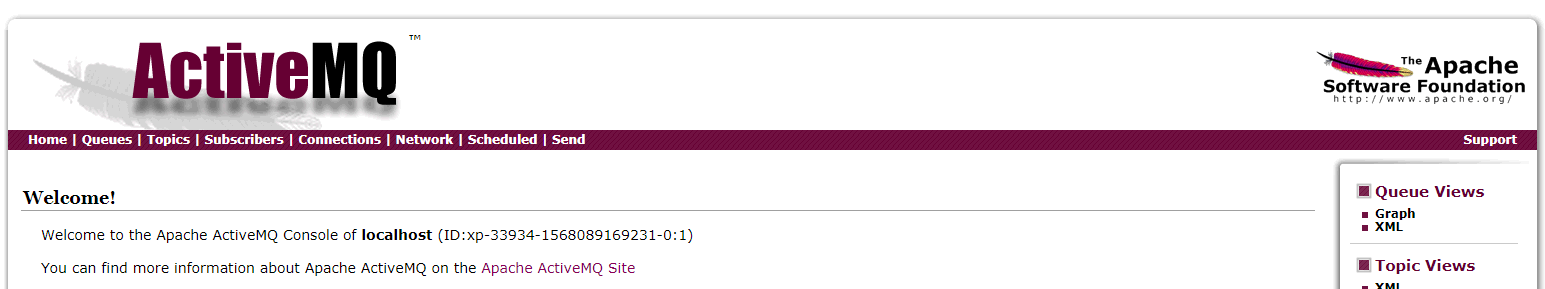 ActiveMQ ™
The Apache
Software Foundation
http://www.apache.org/
Home | Queues | Topics | Subscribers | Connections | Network | Scheduled | Send
Support
Welcome!
Welcome to the Apache ActiveMQ Console of localhost (ID:xp-33934-1568089169231-0:1)
You can find more information about Apache ActiveMQ on the Apache ActiveMQ Site
Queue Views
Graph
XML
Topic Views
XML